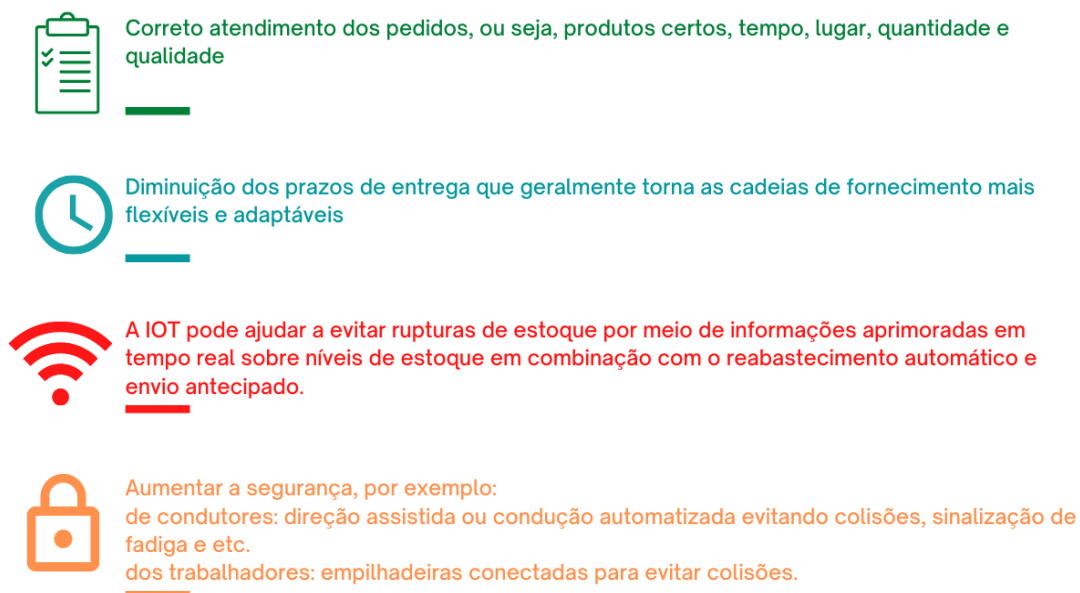 Correto atendimento dos pedidos, ou seja, produtos certos, tempo, lugar, quantidade e
qualidade
Diminuição dos prazos de entrega que geralmente torna as cadeias de fornecimento mais
flexíveis e adaptáveis
A IOT pode ajudar a evitar rupturas de estoque por meio de informações aprimoradas em
tempo real sobre níveis de estoque em combinação com o reabastecimento automático e
envio antecipado.
Aumentar a segurança, por exemplo:
de condutores: direção assistida ou condução automatizada evitando colisões, sinalização de
fadiga e etc.
dos trabalhadores: empilhadeiras conectadas para evitar colisões.